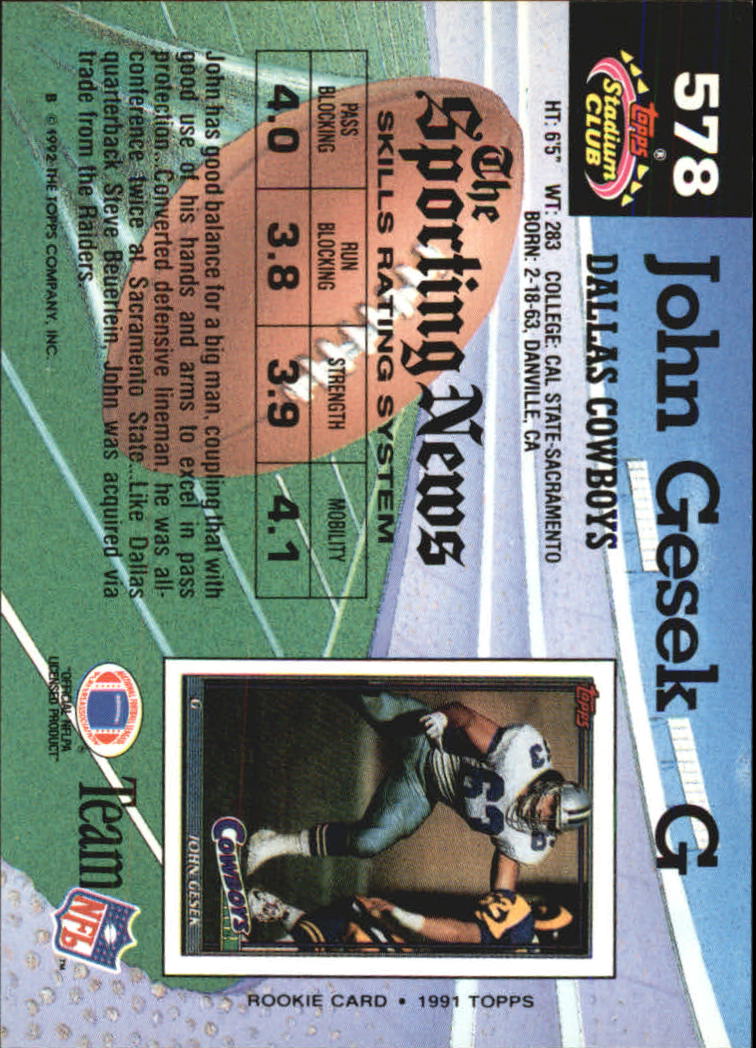 578
John Gesek G
TOPPS®
Stadium
CLUB
DALLAS COWBOYS
HT: 6'5" WT: 283 COLLEGE: CAL STATE-SACRAMENTO
BORN: 2-18-63, DANVILLE, CA
The
Sporting News
SKILLS RATING SYSTEM
PASS BLOCKING RUN BLOCKING STRENGTH MOBILITY
4.0 3.8 3.9 4.1
John has good balance for a big man, coupling that with
good use of his hands and arms to excel in pass
protection...Converted defensive lineman, he was all-
conference twice at Sacramento State...Like Dallas
quarterback Steve Beuerlein, John was acquired via
trade from the Raiders.
B © 1992 THE TOPPS COMPANY, INC.
TOPPS
63
63
COWBOYS
JOHN GESEK
G
ROOKIE CARD • 1991 TOPPS
"OFFICIAL NFLPA
LICENSED PRODUCT"
®
Team
NFL
™